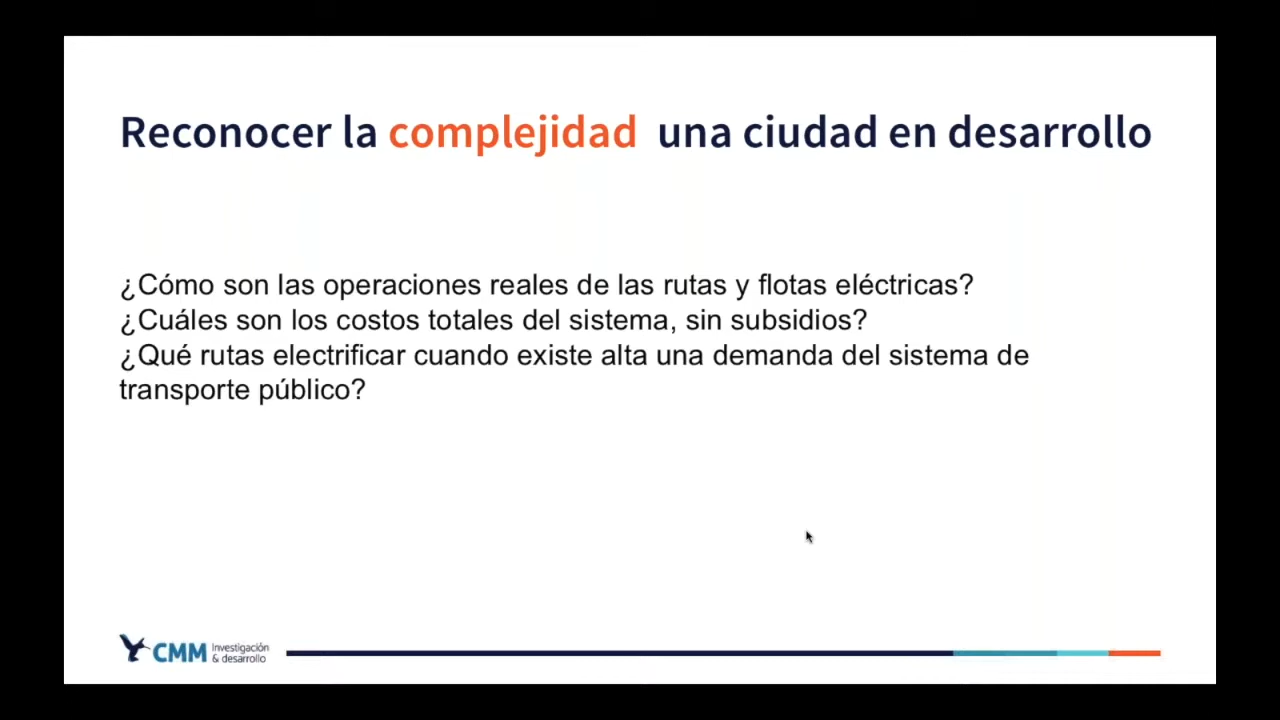 Reconocer la complejidad una ciudad en desarrollo
¿Cómo son las operaciones reales de las rutas y flotas eléctricas?
¿Cuáles son los costos totales del sistema, sin subsidios?
¿Qué rutas electrificar cuando existe alta una demanda del sistema de
transporte público?
CMM Investigación
& desarrollo